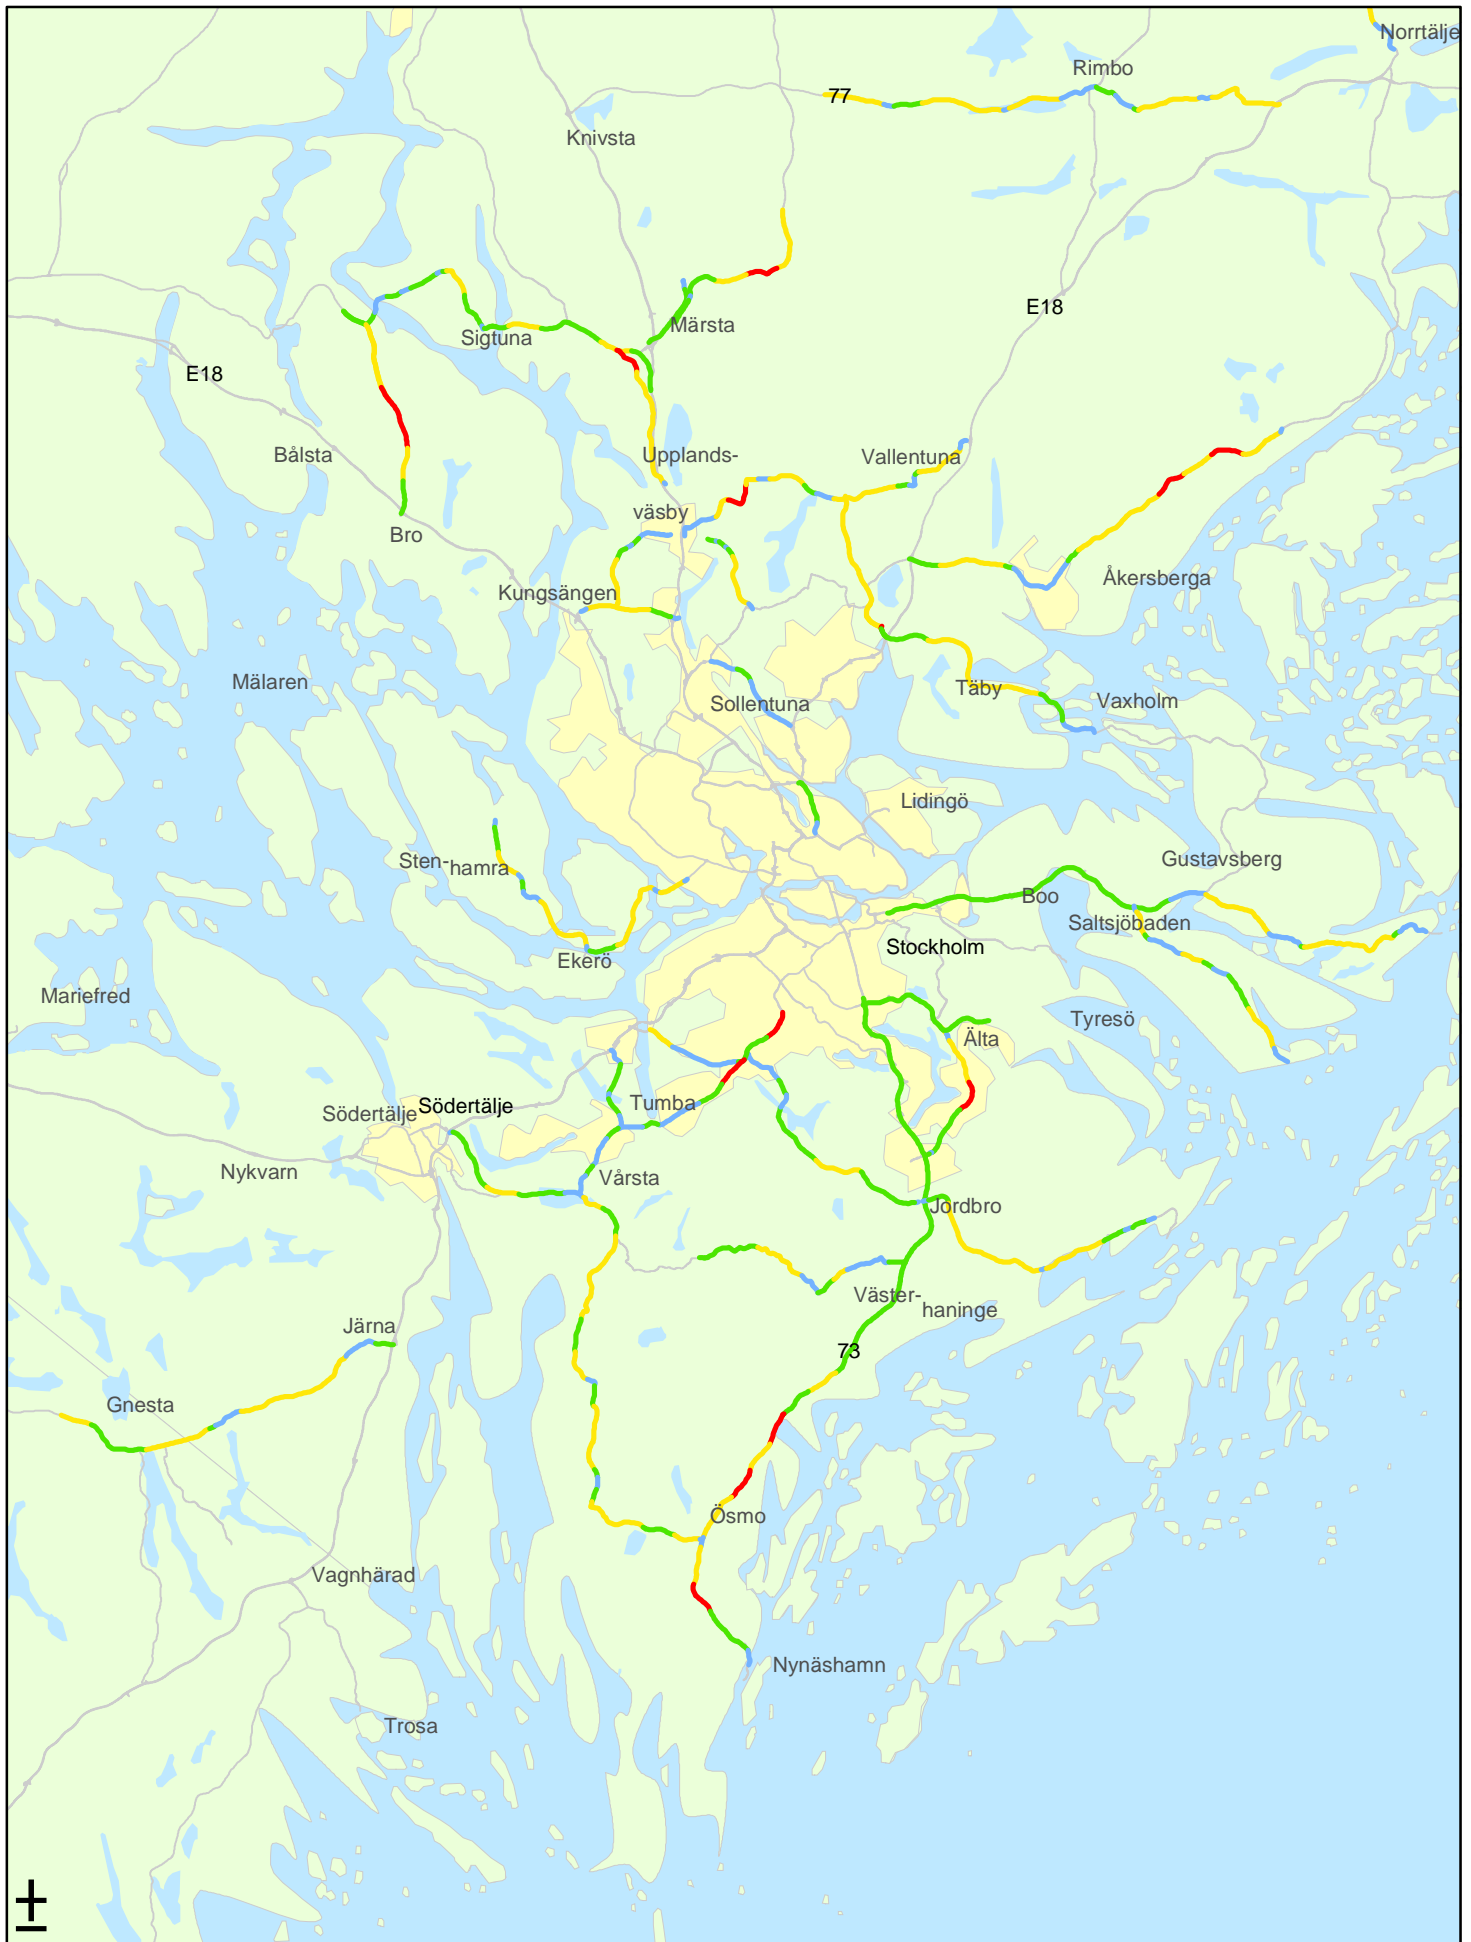 Norrtälje
Rimbo
77
Knivsta
E18
Märsta
Sigtuna
E18
Bålsta
Upplands-
Vallentuna
väsby
Bro
Åkersberga
Kungsängen
Mälaren
Täby
Vaxholm
Sollentuna
Lidingö
Sten-
hamra
Gustavsberg
Boo
Saltsjöbaden
Stockholm
Ekerö
Mariefred
Tyresö
Älta
Tumba
Södertälje
Södertälje
Nykvarn
Vårsta
Jordbro
Väster-
haninge
Järna
73
Gnesta
Ösmo
Vagnhärad
Nynäshamn
Trosa
±